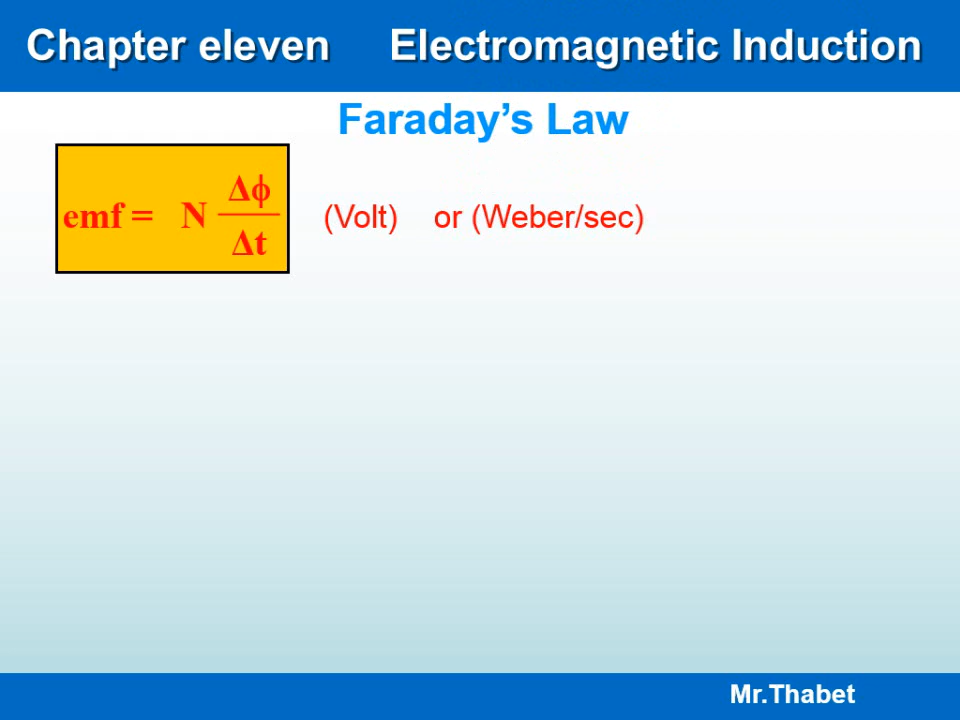 Chapter eleven Electromagnetic Induction
Faraday’s Law
emf = N Δϕ / Δt (Volt) or (Weber/sec)
Mr.Thabet